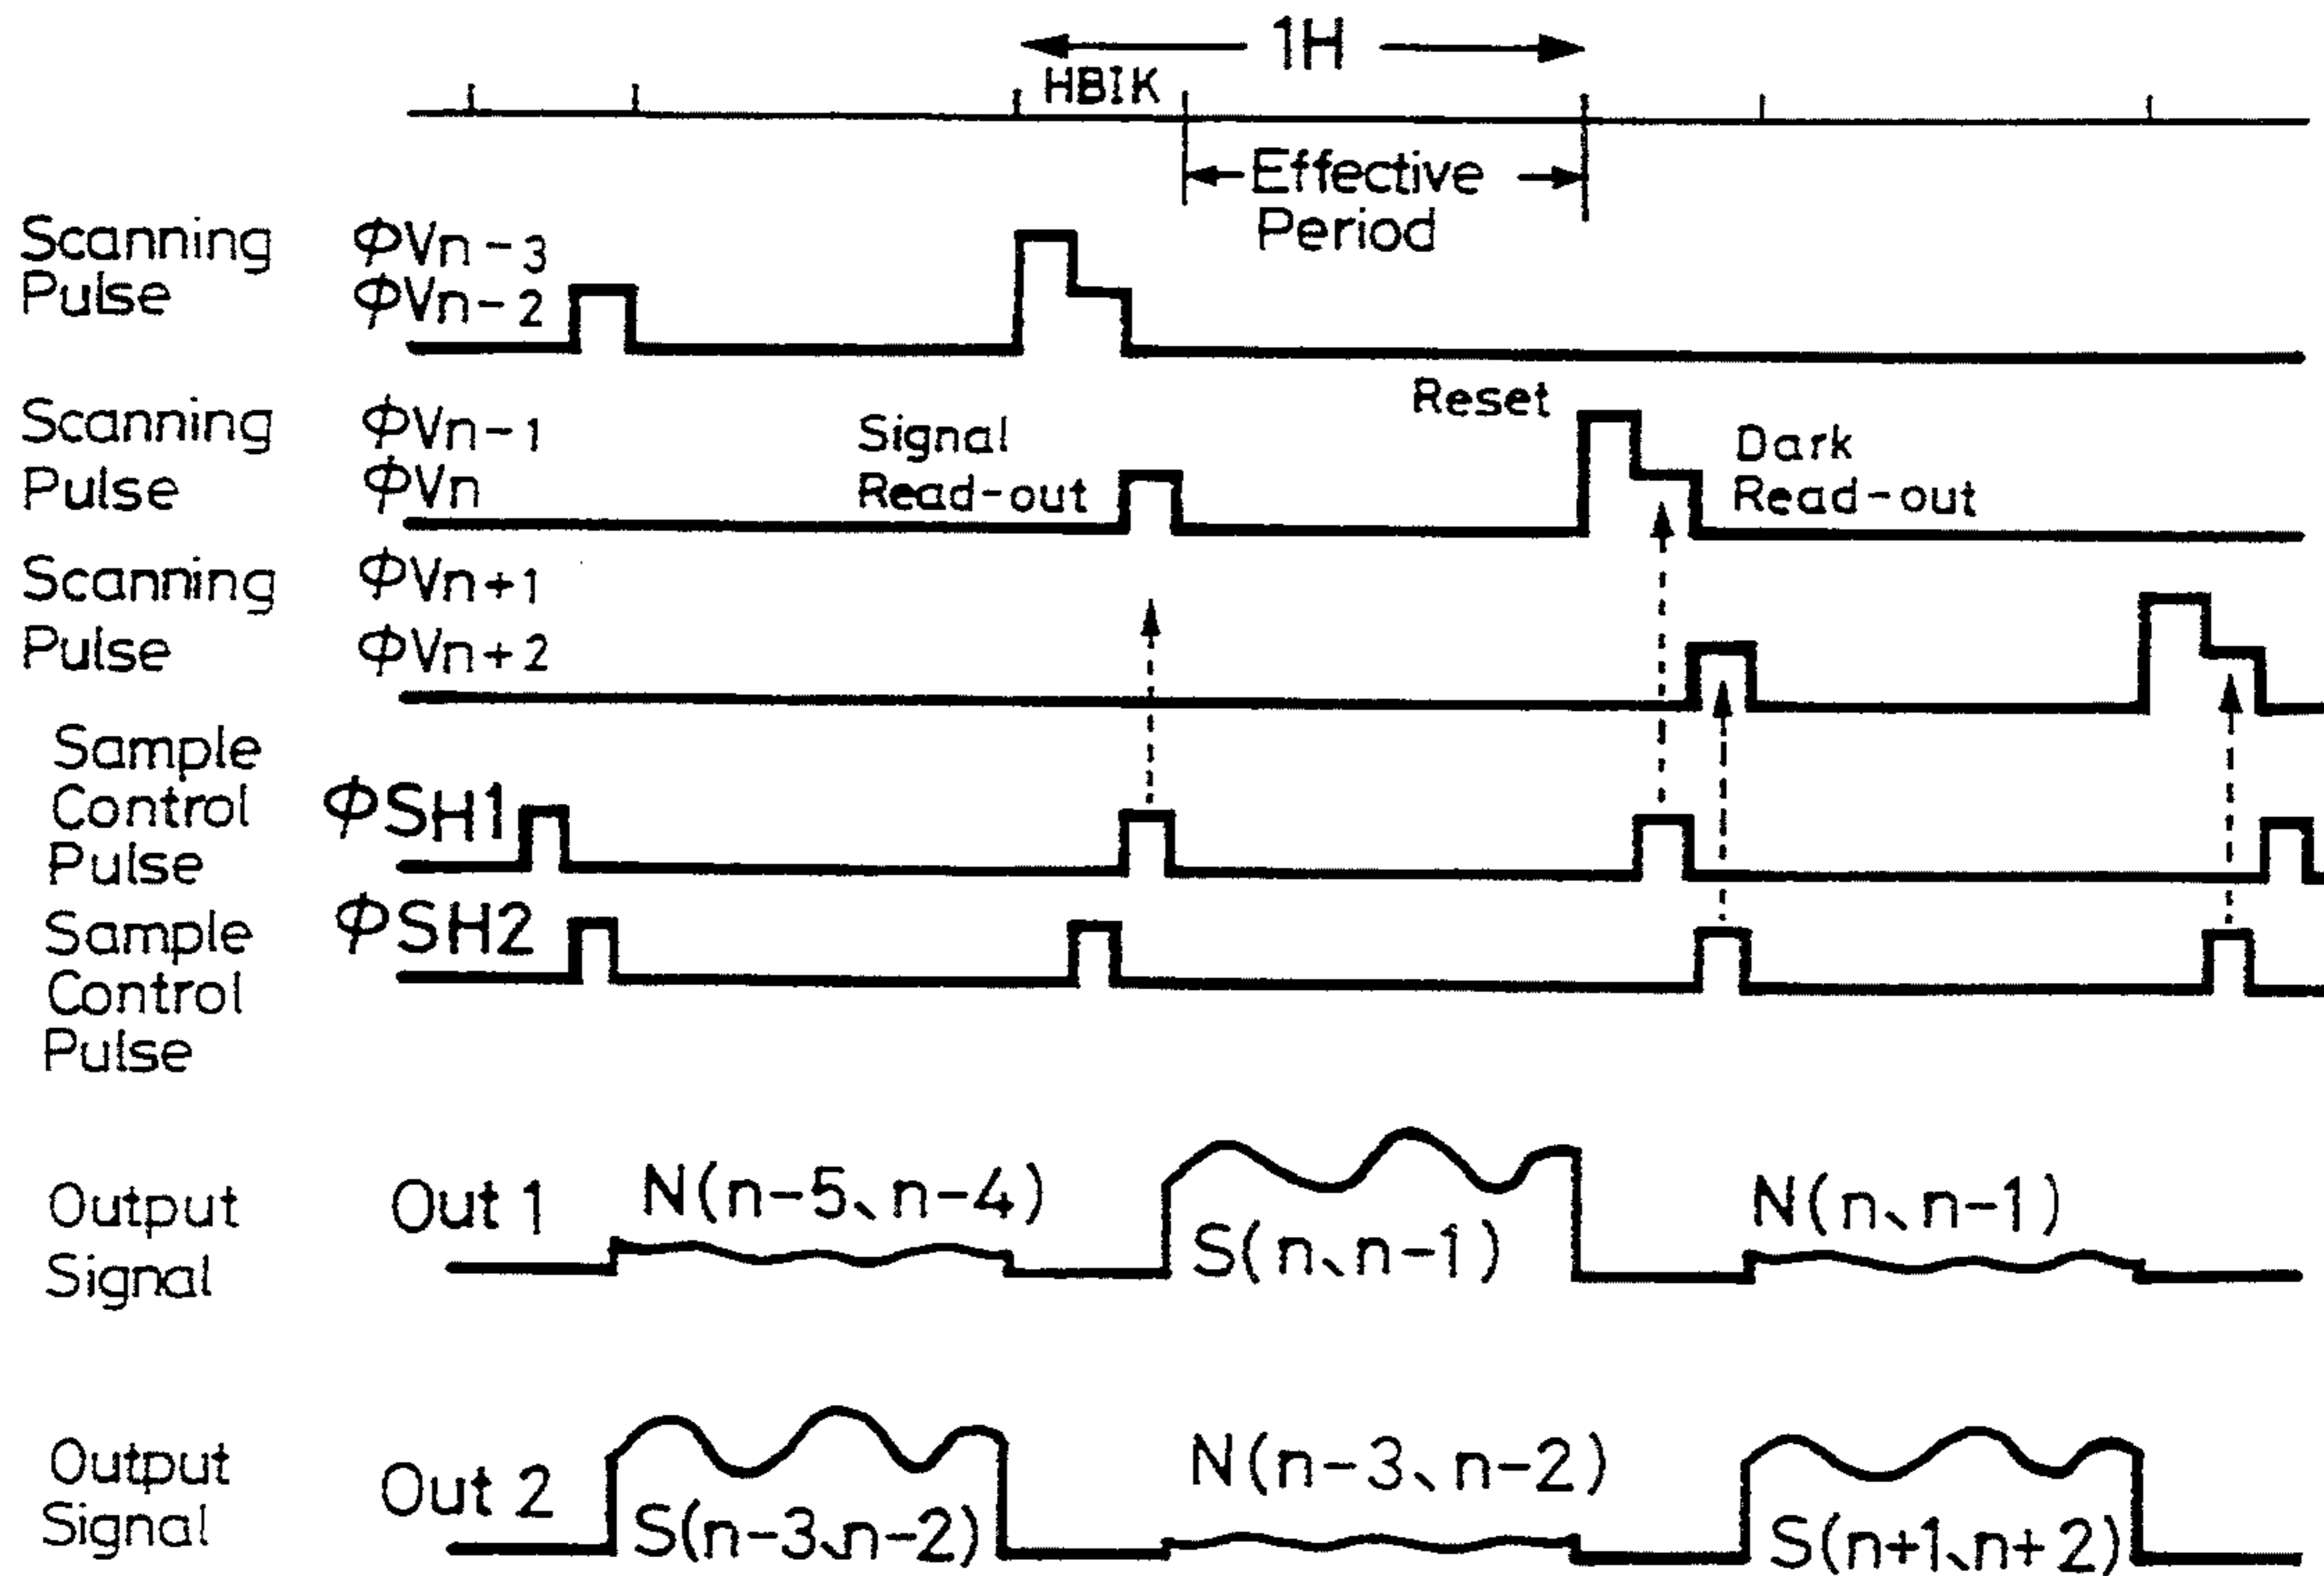 1H
HBIK
Effective
Period
Scanning
Pulse
ΦVn-3
ΦVn-2
Scanning
Pulse
ΦVn-1
ΦVn
Signal
Read-out
Reset
Dark
Read-out
Scanning
Pulse
ΦVn+1
ΦVn+2
Sample
Control
Pulse
ΦSH1
Sample
Control
Pulse
ΦSH2
Output
Signal
Out 1
N(n-5、n-4)
S(n、n-1)
N(n、n-1)
Output
Signal
Out 2
S(n-3、n-2)
N(n-3、n-2)
S(n+1、n+2)